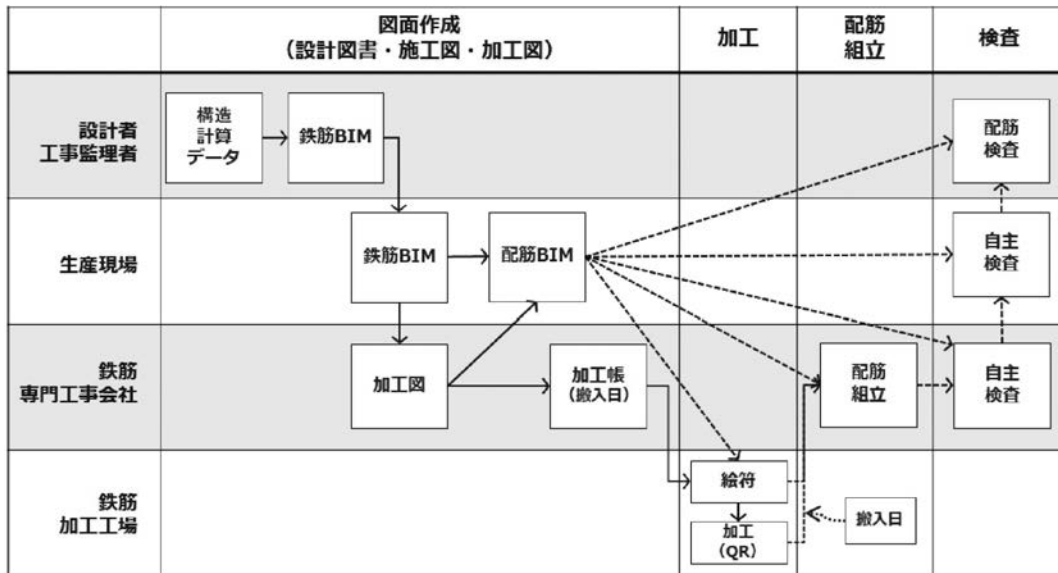 図面作成
（設計図書・施工図・加工図）
加工
配筋
組立
検査
設計者
工事監理者
構造
計算
データ
鉄筋BIM
配筋
検査
生産現場
鉄筋BIM
配筋BIM
自主
検査
鉄筋
専門工事会社
加工図
加工帳
（搬入日）
配筋
組立
自主
検査
鉄筋
加工工場
絵符
加工
（QR）
搬入日